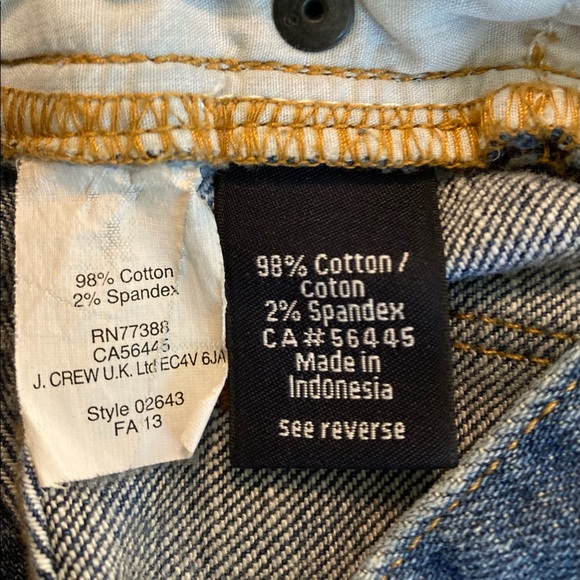 98% Cotton
2% Spandex
RN77388
CA56445
J. CREW U.K. Ltd EC4V 6JA
Style 02643
FA 13
98% Cotton /
Coton
2% Spandex
CA#56445
Made in
Indonesia
see reverse